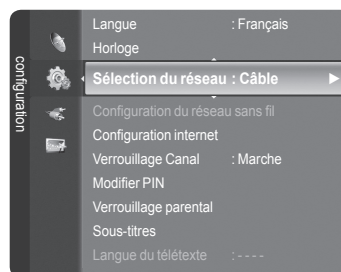 configuration
Langue : Français
Horloge
Sélection du réseau : Câble
Configuration du réseau sans fil
Configuration internet
Verrouillage Canal : Marche
Modifier PIN
Verrouillage parental
Sous-titres
Langue du télétexte : - - - -